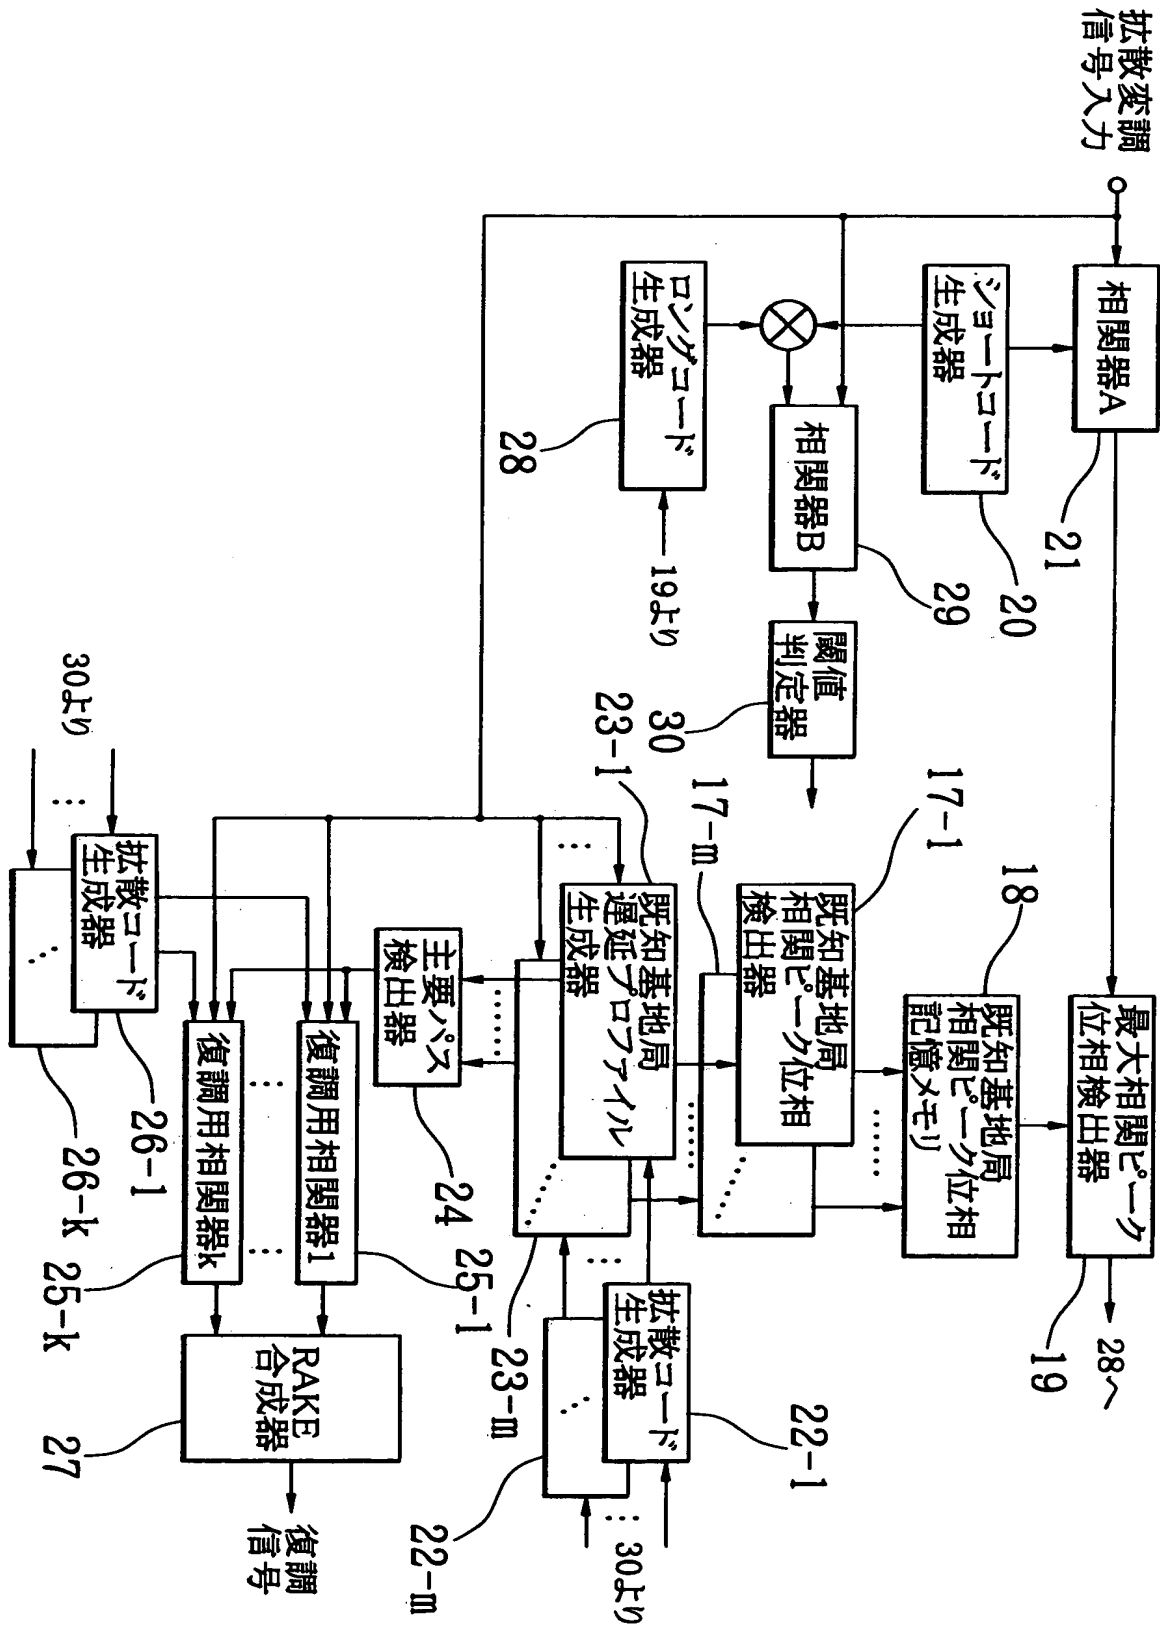 拡散変調
信号入力
相関器A
21
最大相関ピーク
位相検出器
19
28へ
ショートコード
生成器
20
既知基地局
相関ピーク位相
記憶メモリ
18
相関器B
29
閾値
判定器
30
既知基地局
相関ピーク位相
検出器
17-1
17-m
ロングコード
生成器
28
19より
既知基地局
遅延プロファイル
生成器
23-1
23-m
拡散コード
生成器
22-1
22-m
30より
主要パス
検出器
24
復調用相関器1
25-1
復調用相関器k
25-k
RAKE
合成器
27
復調
信号
30より
拡散コード
生成器
26-1
26-k